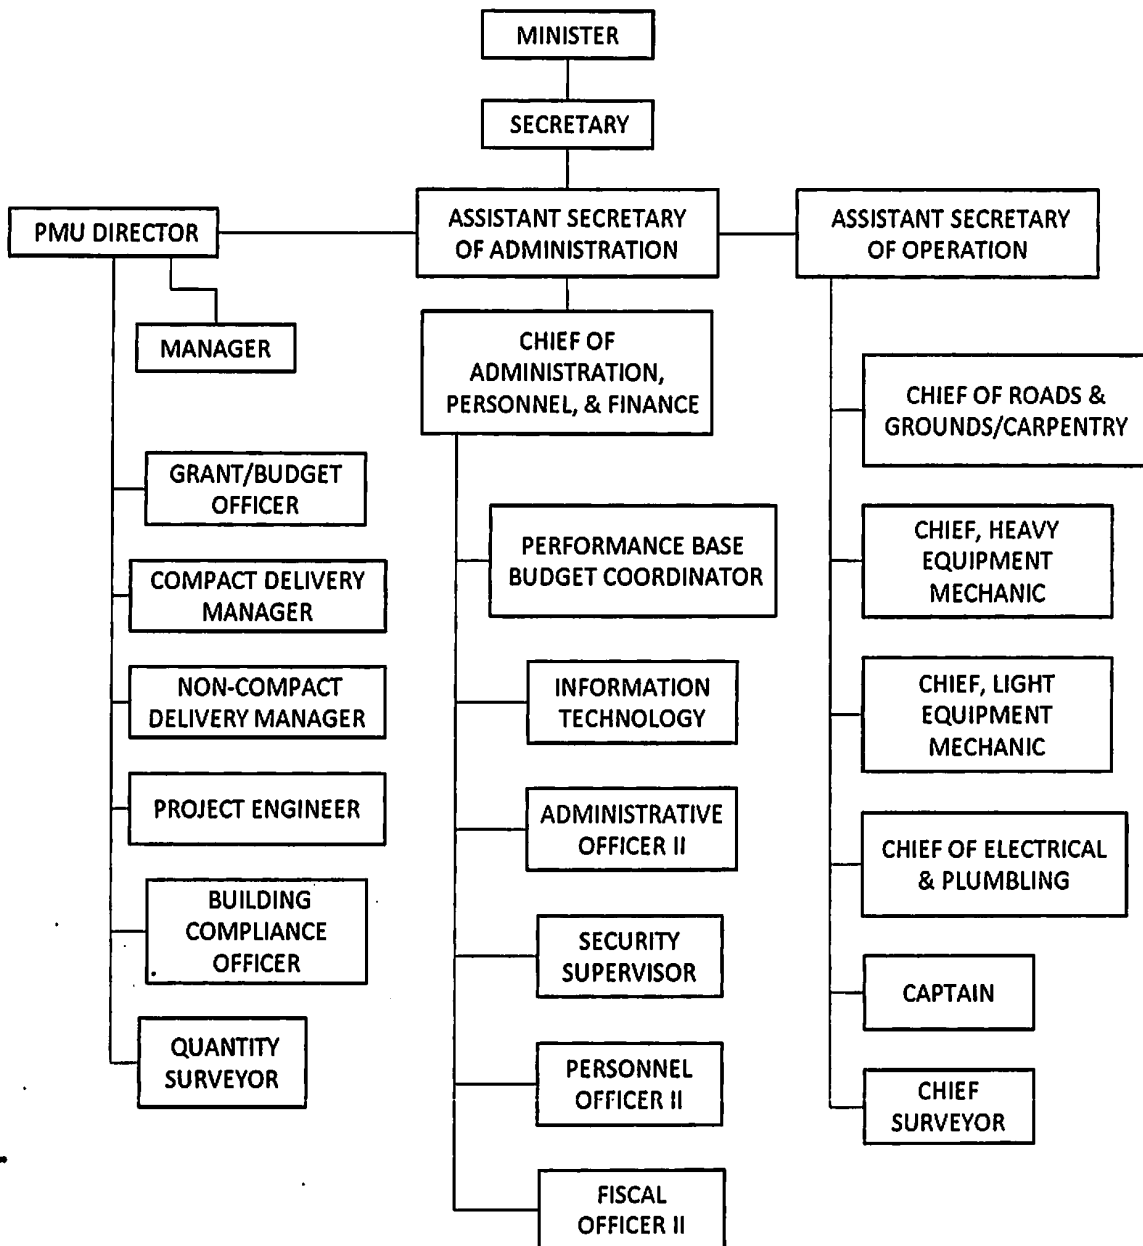 MINISTER
SECRETARY
PMU DIRECTOR
ASSISTANT SECRETARY
OF ADMINISTRATION
ASSISTANT SECRETARY
OF OPERATION
MANAGER
GRANT/BUDGET
OFFICER
COMPACT DELIVERY
MANAGER
NON-COMPACT
DELIVERY MANAGER
PROJECT ENGINEER
BUILDING
COMPLIANCE
OFFICER
QUANTITY
SURVEYOR
CHIEF OF
ADMINISTRATION,
PERSONNEL, & FINANCE
PERFORMANCE BASE
BUDGET COORDINATOR
INFORMATION
TECHNOLOGY
ADMINISTRATIVE
OFFICER II
SECURITY
SUPERVISOR
PERSONNEL
OFFICER II
FISCAL
OFFICER II
CHIEF OF ROADS &
GROUNDS/CARPENTRY
CHIEF, HEAVY
EQUIPMENT
MECHANIC
CHIEF, LIGHT
EQUIPMENT
MECHANIC
CHIEF OF ELECTRICAL
& PLUMBLING
CAPTAIN
CHIEF
SURVEYOR